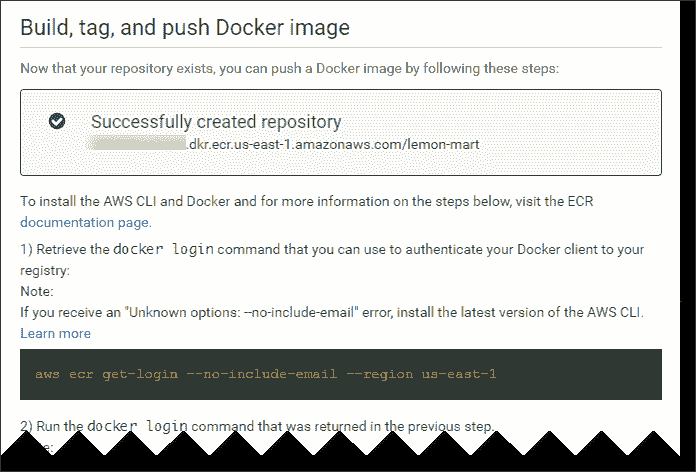 Build, tag, and push Docker image
Now that your repository exists, you can push a Docker image by following these steps:
Successfully created repository
.dkr.ecr.us-east-1.amazonaws.com/lemon-mart
To install the AWS CLI and Docker and for more information on the steps below, visit the ECR
documentation page.
1) Retrieve the docker login command that you can use to authenticate your Docker client to your
registry:
Note:
If you receive an "Unknown options: --no-include-email" error, install the latest version of the AWS CLI.
Learn more
aws ecr get-login --no-include-email --region us-east-1
2) Run the docker login command that was returned in the previous step.